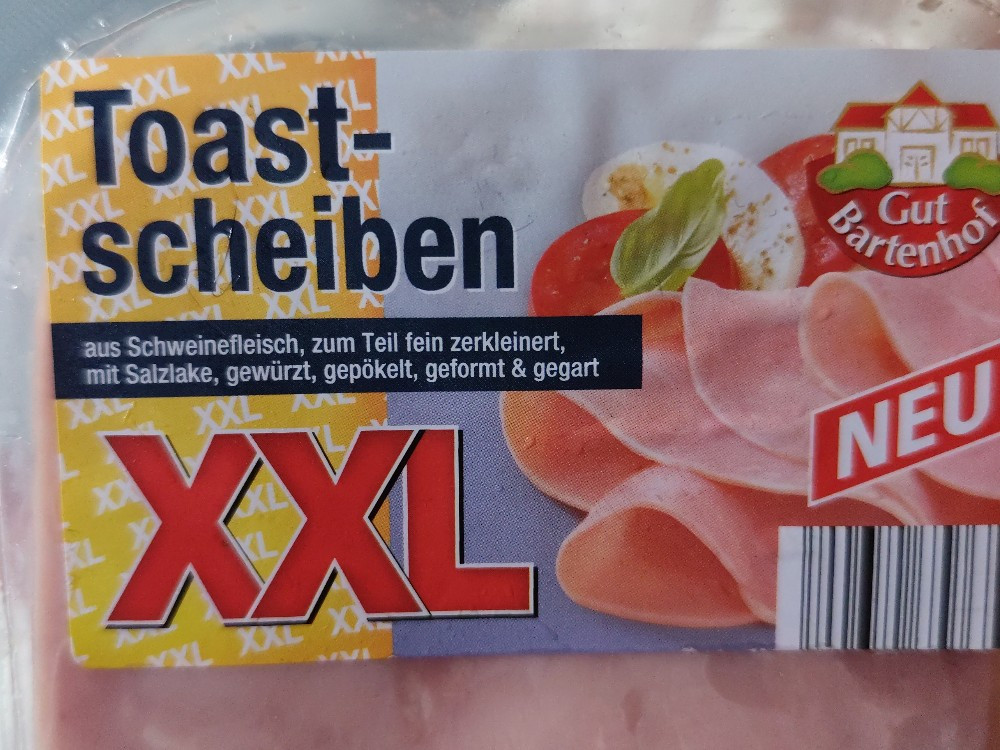 Toast-
scheiben
aus Schweinefleisch, zum Teil fein zerkleinert,
mit Salzlake, gewürzt, gepökelt, geformt & gegart
XXL
Gut
Bartenhof
NEU